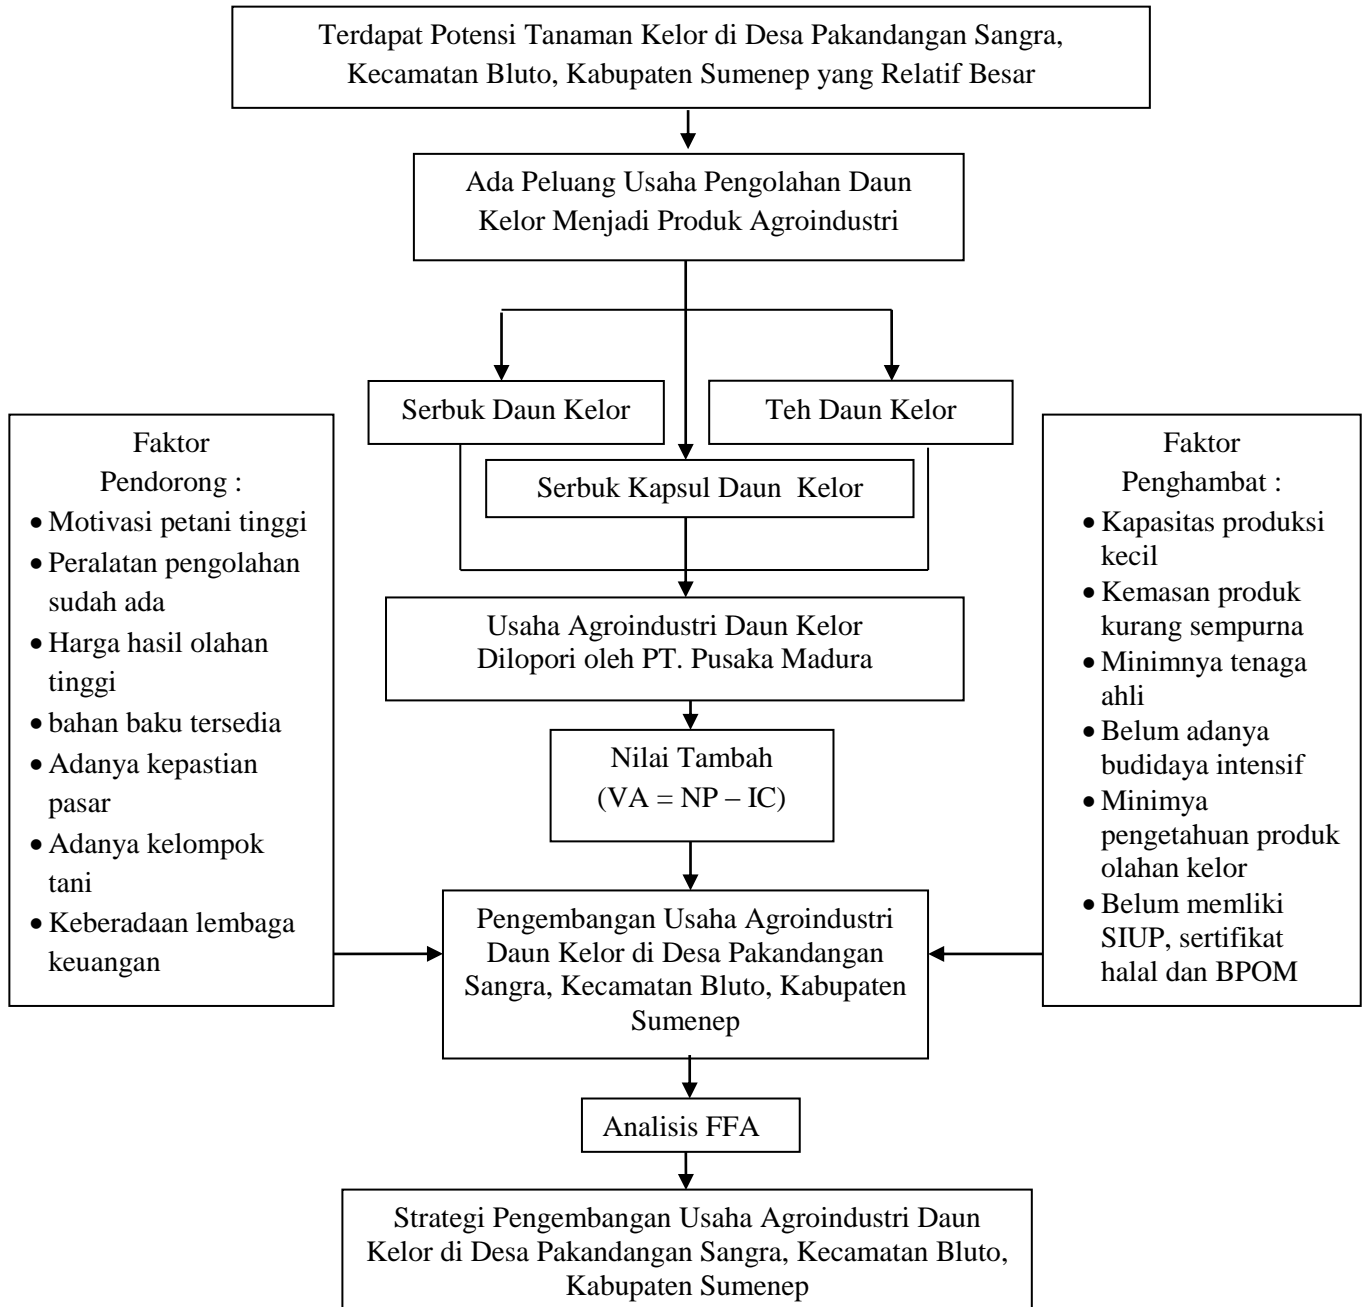 Terdapat Potensi Tanaman Kelor di Desa Pakandangan Sangra,
Kecamatan Bluto, Kabupaten Sumenep yang Relatif Besar
Ada Peluang Usaha Pengolahan Daun
Kelor Menjadi Produk Agroindustri
Serbuk Daun Kelor
Teh Daun Kelor
Serbuk Kapsul Daun Kelor
Faktor
Pendorong :
• Motivasi petani tinggi
• Peralatan pengolahan
sudah ada
• Harga hasil olahan
tinggi
• bahan baku tersedia
• Adanya kepastian
pasar
• Adanya kelompok
tani
• Keberadaan lembaga
keuangan
Faktor
Penghambat :
• Kapasitas produksi
kecil
• Kemasan produk
kurang sempurna
• Minimnya tenaga
ahli
• Belum adanya
budidaya intensif
• Minimya
pengetahuan produk
olahan kelor
• Belum memliki
SIUP, sertifikat
halal dan BPOM
Usaha Agroindustri Daun Kelor
Dilopori oleh PT. Pusaka Madura
Nilai Tambah
(VA = NP – IC)
Pengembangan Usaha Agroindustri
Daun Kelor di Desa Pakandangan
Sangra, Kecamatan Bluto, Kabupaten
Sumenep
Analisis FFA
Strategi Pengembangan Usaha Agroindustri Daun
Kelor di Desa Pakandangan Sangra, Kecamatan Bluto,
Kabupaten Sumenep